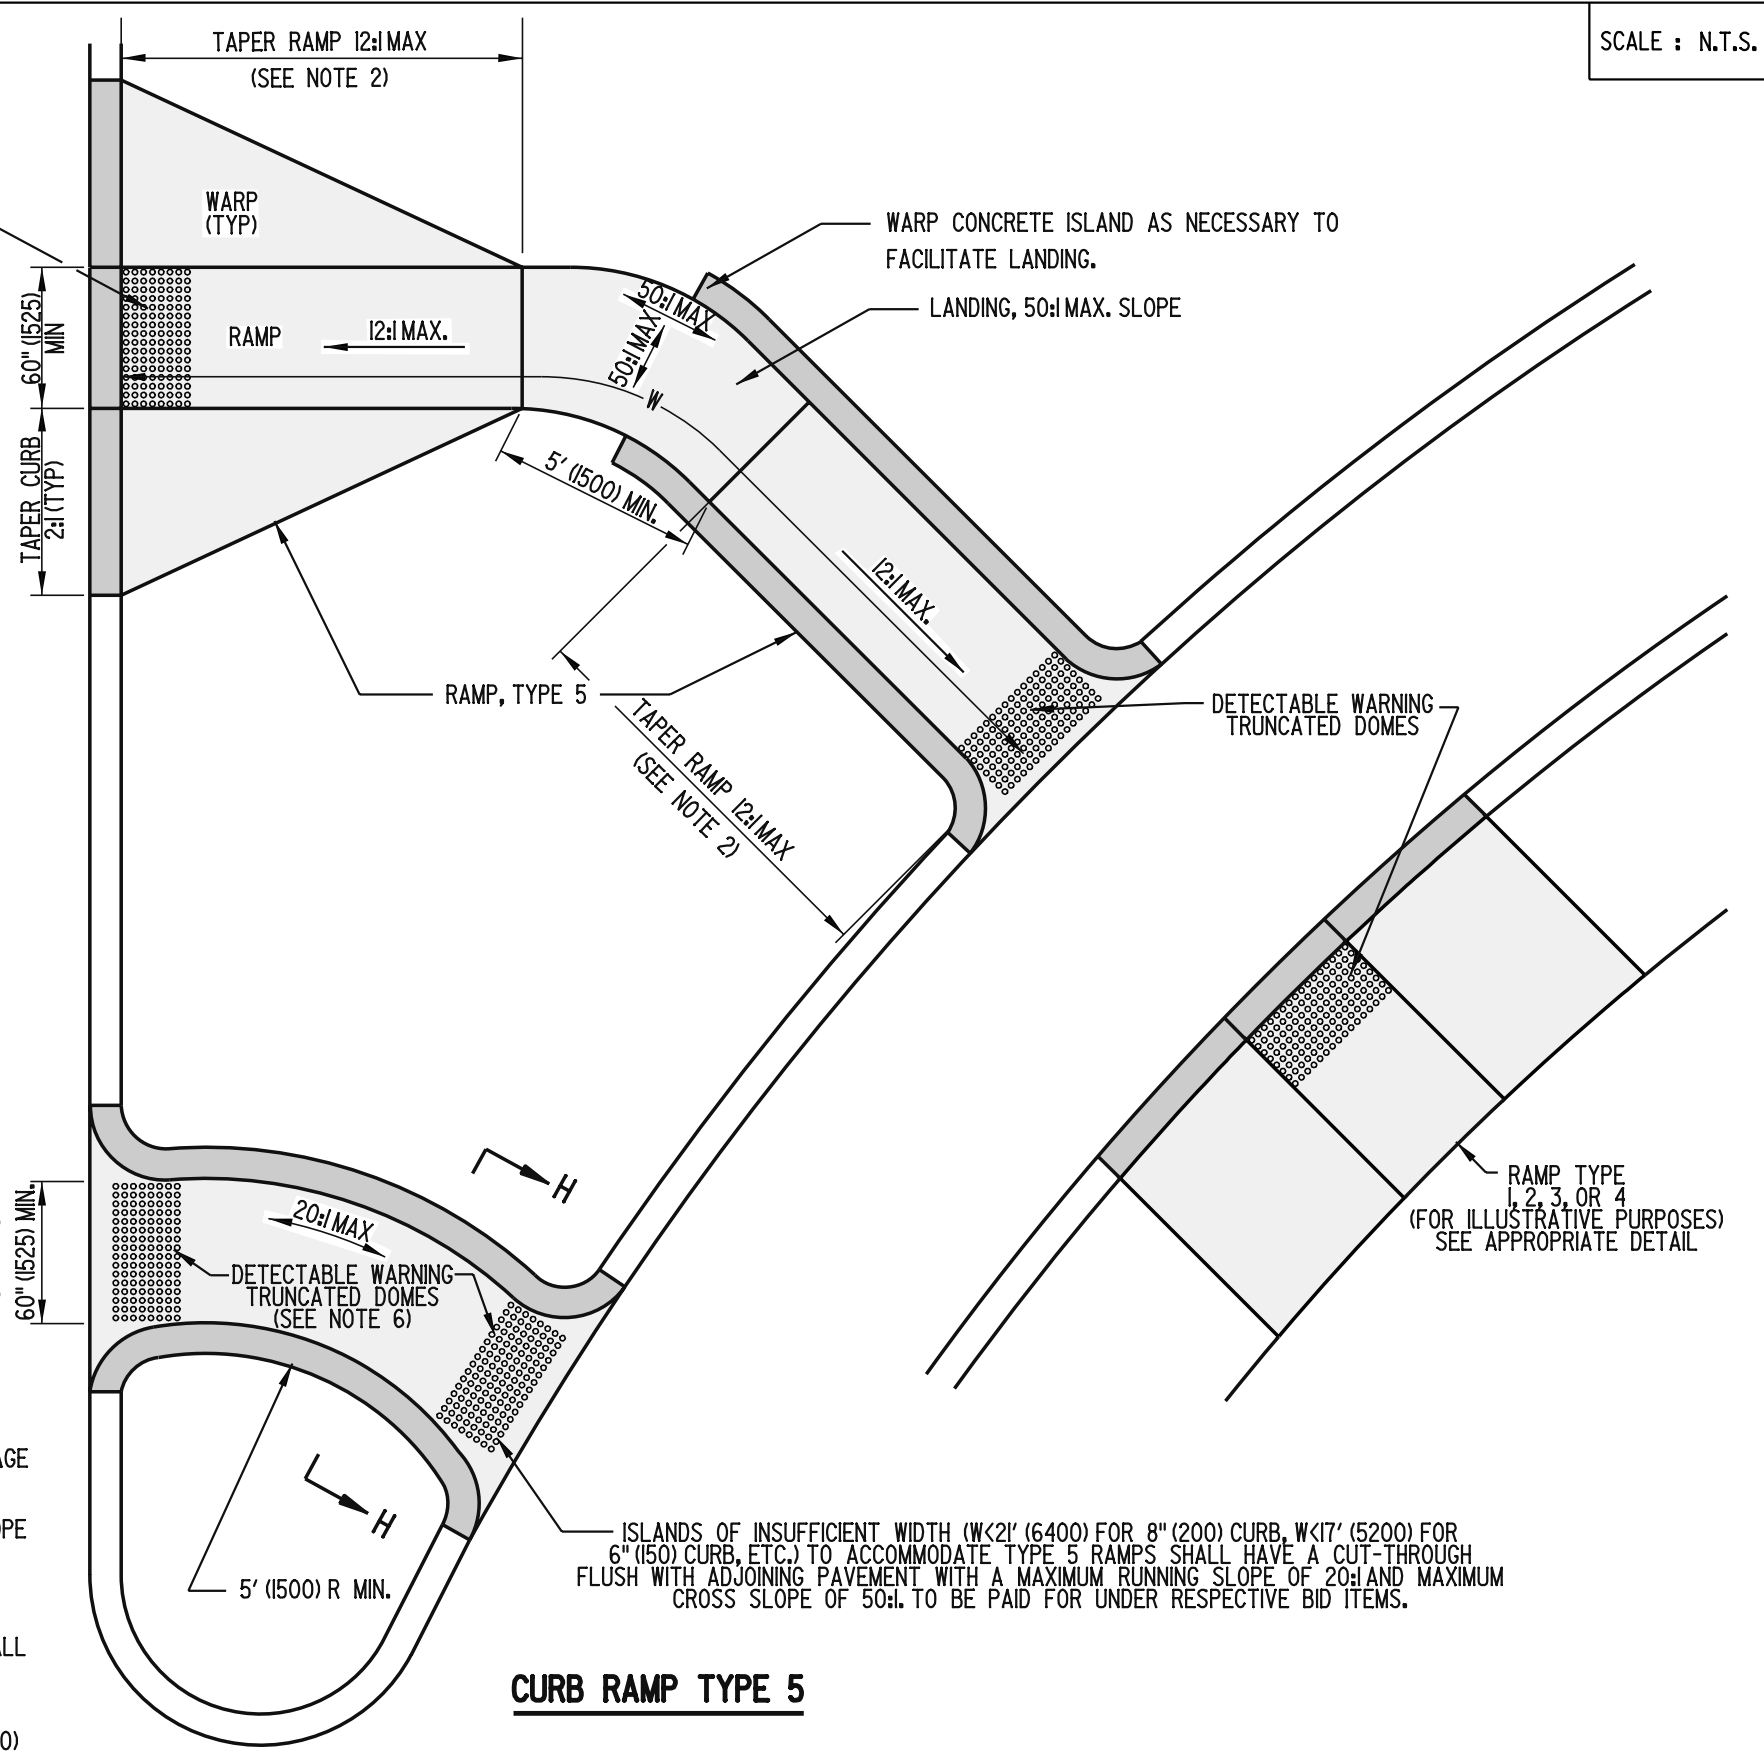 TAPER RAMP 12:1 MAX
(SEE NOTE 2)
SCALE : N.T.S.
WARP
(TYP)
WARP CONCRETE ISLAND AS NECESSARY TO
FACILITATE LANDING.
50:1 MAX
LANDING, 50:1 MAX. SLOPE
60" (1525)
MIN
RAMP
12:1 MAX.
50:1 MAX
W
TAPER CURB
2:1 (TYP)
5' (1500) MIN.
12:1 MAX.
RAMP, TYPE 5
DETECTABLE WARNING
TRUNCATED DOMES
TAPER RAMP 12:1 MAX
(SEE NOTE 2)
H
RAMP TYPE
1, 2, 3, OR 4
(FOR ILLUSTRATIVE PURPOSES)
SEE APPROPRIATE DETAIL
60" (1525) MIN.
20:1 MAX
DETECTABLE WARNING
TRUNCATED DOMES
(SEE NOTE 6)
AGE
H
OPE
ISLANDS OF INSUFFICIENT WIDTH (W<21' (6400) FOR 8" (200) CURB, W<17' (5200) FOR
6" (150) CURB, ETC.) TO ACCOMMODATE TYPE 5 RAMPS SHALL HAVE A CUT-THROUGH
FLUSH WITH ADJOINING PAVEMENT WITH A MAXIMUM RUNNING SLOPE OF 20:1 AND MAXIMUM
CROSS SLOPE OF 50:1. TO BE PAID FOR UNDER RESPECTIVE BID ITEMS.
5' (1500) R MIN.
ALL
CURB RAMP TYPE 5
0)